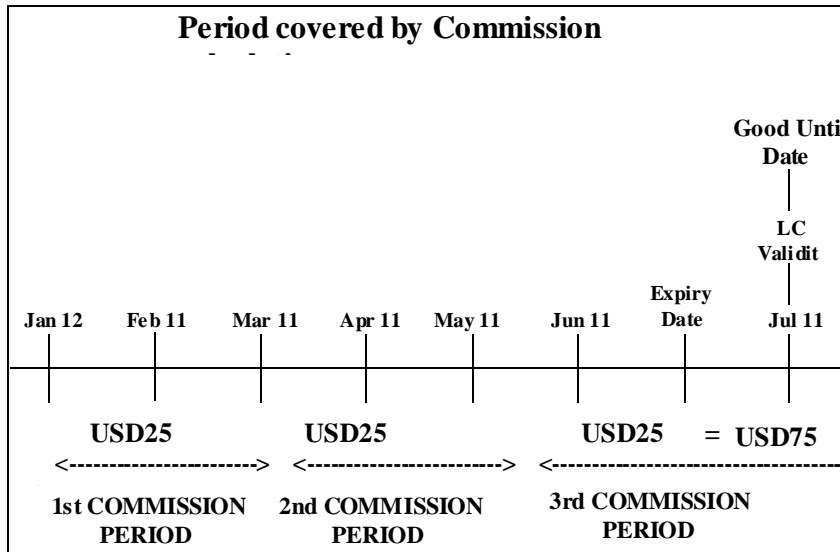 Period covered by Commission
Good Unti
Date
LC
Validit
Expiry
Date
Jan 12 Feb 11 Mar 11 Apr 11 May 11 Jun 11 Jul 11
USD25 USD25 USD25 = USD75
<-----------------------> <-----------------------> <-----------------------------------
1st COMMISSION
PERIOD
2nd COMMISSION
PERIOD
3rd COMMISSION
PERIOD